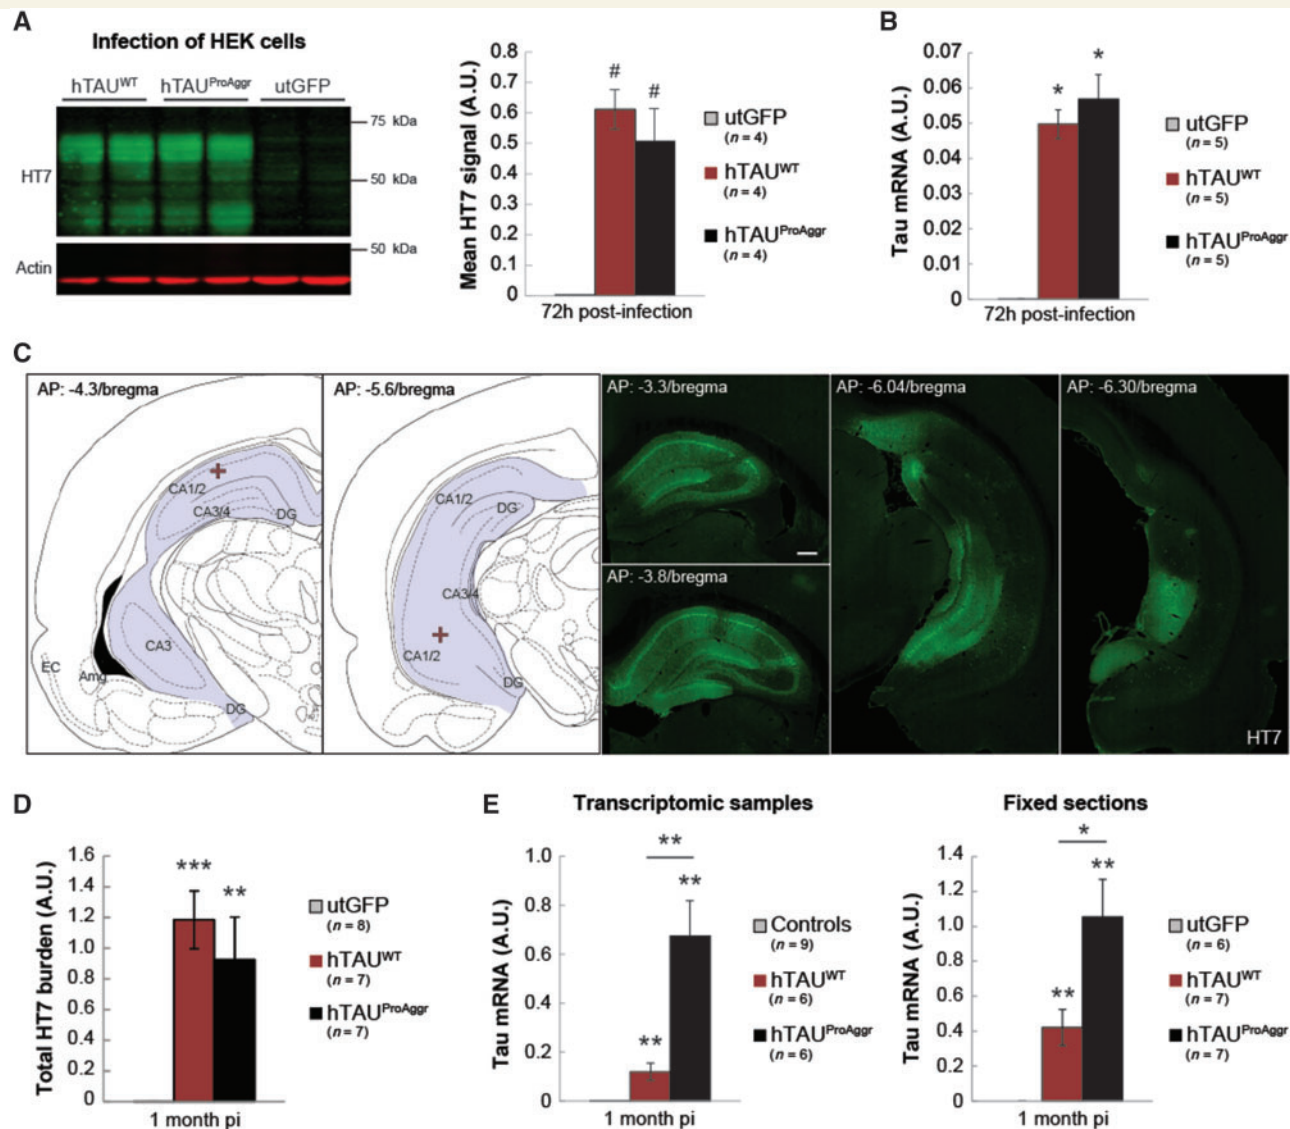 A
Infection of HEK cells
hTAU^WT hTAU^ProAggr utGFP
75 kDa
HT7
50 kDa
50 kDa
Actin
Mean HT7 signal (A.U.)
0.8
0.7
0.6
0.5
0.4
0.3
0.2
0.1
0
# #
72h post-infection
utGFP
(n = 4)
hTAU^WT
(n = 4)
hTAU^ProAggr
(n = 4)
B
Tau mRNA (A.U.)
0.07
0.06
0.05
0.04
0.03
0.02
0.01
0
* *
72h post-infection
utGFP
(n = 5)
hTAU^WT
(n = 5)
hTAU^ProAggr
(n = 5)
C
AP: -4.3/bregma
CA1/2
CA3/4
DG
CA3
EC
Amg
DG
AP: -5.6/bregma
CA1/2
DG
CA3/4
CA1/2
DG
AP: -3.3/bregma
AP: -3.8/bregma
AP: -6.04/bregma
AP: -6.30/bregma
HT7
D
Total HT7 burden (A.U.)
1.6
1.4
1.2
1.0
0.8
0.6
0.4
0.2
0
*** **
1 month pi
utGFP
(n = 8)
hTAU^WT
(n = 7)
hTAU^ProAggr
(n = 7)
E
Transcriptomic samples
Tau mRNA (A.U.)
1.0
0.8
0.6
0.4
0.2
0
**
**
**
1 month pi
Controls
(n = 9)
hTAU^WT
(n = 6)
hTAU^ProAggr
(n = 6)
Fixed sections
Tau mRNA (A.U.)
1.4
1.2
1.0
0.8
0.6
0.4
0.2
0
*
**
**
1 month pi
utGFP
(n = 6)
hTAU^WT
(n = 7)
hTAU^ProAggr
(n = 7)